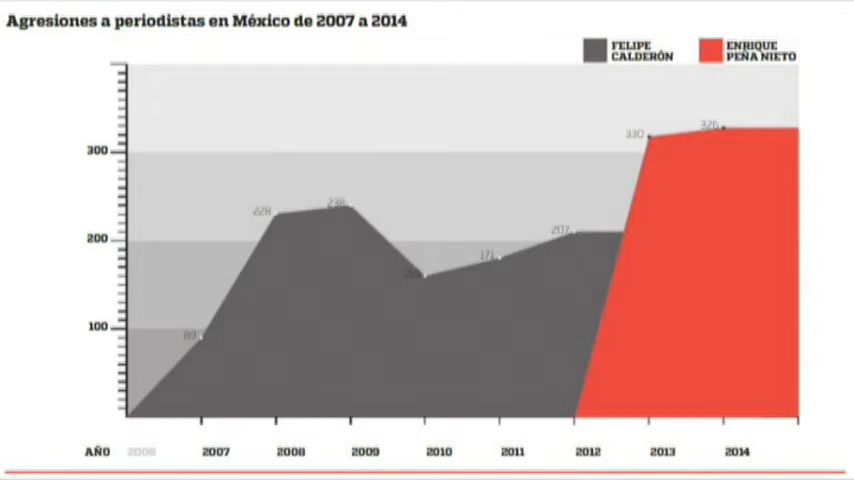 Agresiones a periodistas en México de 2007 a 2014
FELIPE
CALDERÓN
ENRIQUE
PEÑA NIETO
330
326
300
228
238
207
200
171
100
89
AÑO 2006 2007 2008 2009 2010 2011 2012 2013 2014